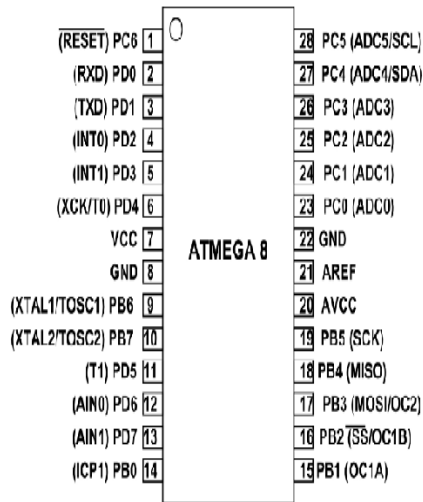 (RESET) PC6 1 28 PC5 (ADC5/SCL)
(RXD) PD0 2 27 PC4 (ADC4/SDA)
(TXD) PD1 3 26 PC3 (ADC3)
(INT0) PD2 4 25 PC2 (ADC2)
(INT1) PD3 5 24 PC1 (ADC1)
(XCK/T0) PD4 6 23 PC0 (ADC0)
VCC 7 22 GND
ATMEGA 8
GND 8 21 AREF
(XTAL1/TOSC1) PB6 9 20 AVCC
(XTAL2/TOSC2) PB7 10 19 PB5 (SCK)
(T1) PD5 11 18 PB4 (MISO)
(AIN0) PD6 12 17 PB3 (MOSI/OC2)
(AIN1) PD7 13 16 PB2 (SS/OC1B)
(ICP1) PB0 14 15 PB1 (OC1A)